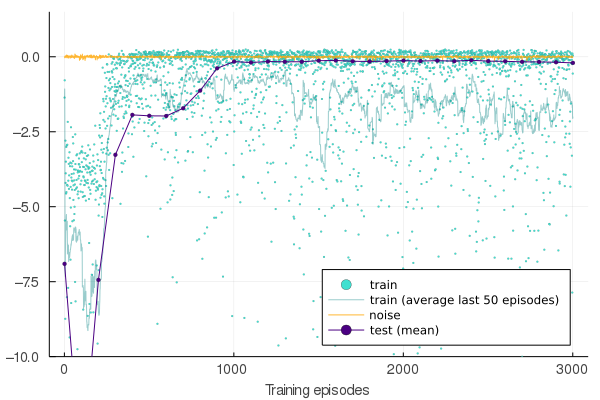 0.0
−2.5
−5.0
−7.5
−10.0
0
1000
2000
3000
Training episodes
train
train (average last 50 episodes)
noise
test (mean)